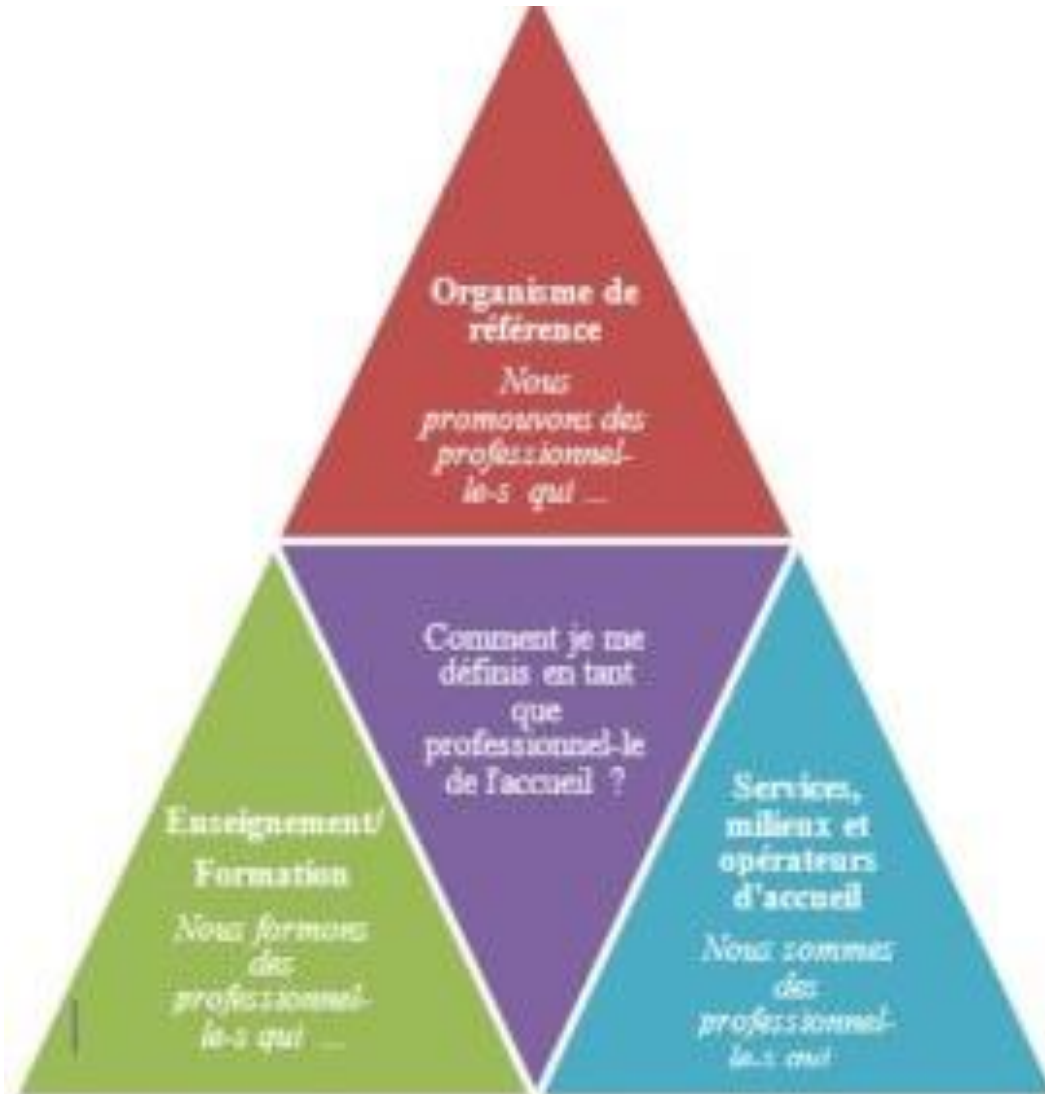 Organisme de
référence
Nous
promouvons des
professionnel-
le-s qui ...
Comment je me
définis en tant
que
professionnel-le
de l'accueil ?
Enseignement/
Formation
Nous formons
des
professionnel-
le-s qui ...
Services,
milieux et
opérateurs
d'accueil
Nous sommes
des
professionnel-
le-s qui